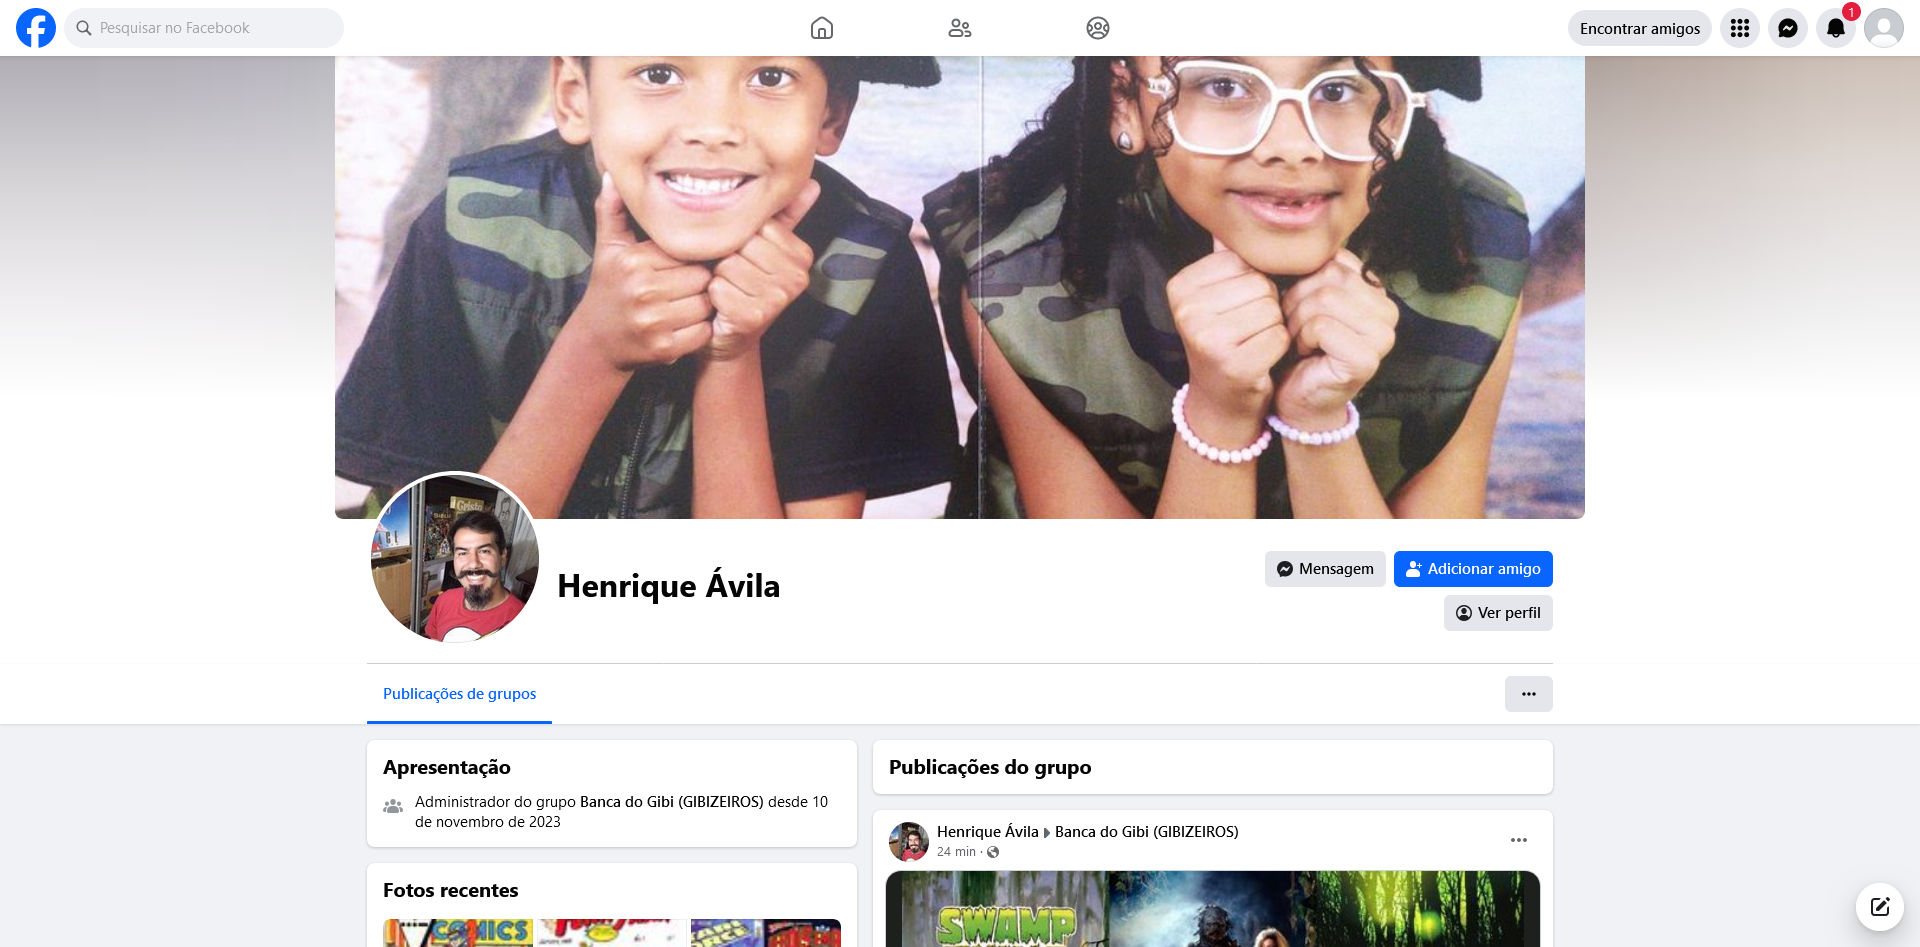 Pesquisar no Facebook
Encontrar amigos
1
Cristo
Henrique Ávila
Mensagem
Adicionar amigo
Ver perfil
Publicações de grupos
Apresentação
Administrador do grupo Banca do Gibi (GIBIZEIROS) desde 10
de novembro de 2023
Publicações do grupo
Henrique Ávila Banca do Gibi (GIBIZEIROS)
24 min ·
Fotos recentes
SWAMP